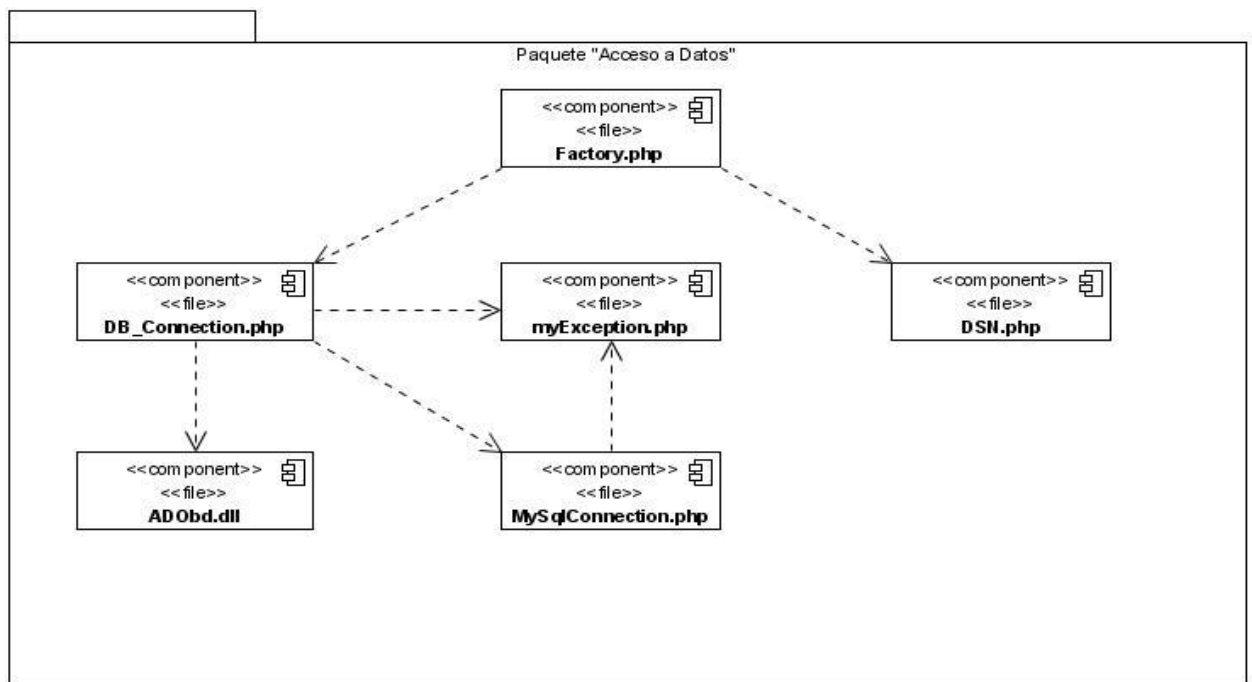 Paquete "Acceso a Datos"
<<component>>
<<file>>
Factory.php
<<component>>
<<file>>
DB_Connection.php
<<component>>
<<file>>
myException.php
<<component>>
<<file>>
DSN.php
<<component>>
<<file>>
ADObd.dll
<<component>>
<<file>>
MySqlConnection.php